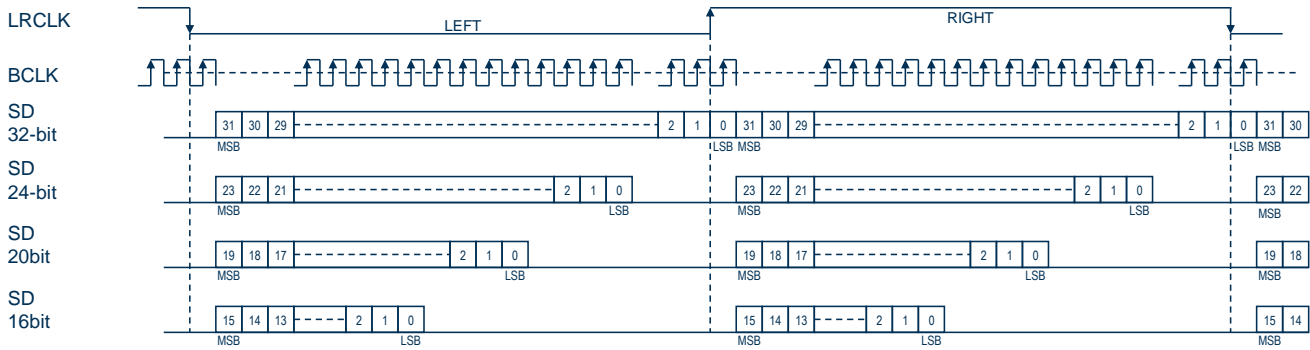 LRCLK LEFT RIGHT
BCLK
SD
32-bit
31 30 29 2 1 0 31 30 29 2 1 0 31 30
MSB LSB MSB LSB MSB
SD
24-bit
23 22 21 2 1 0 23 22 21 2 1 0 23 22
MSB LSB MSB LSB MSB
SD
20bit
19 18 17 2 1 0 19 18 17 2 1 0 19 18
MSB LSB MSB LSB MSB
SD
16bit
15 14 13 2 1 0 15 14 13 2 1 0 15 14
MSB LSB MSB LSB MSB